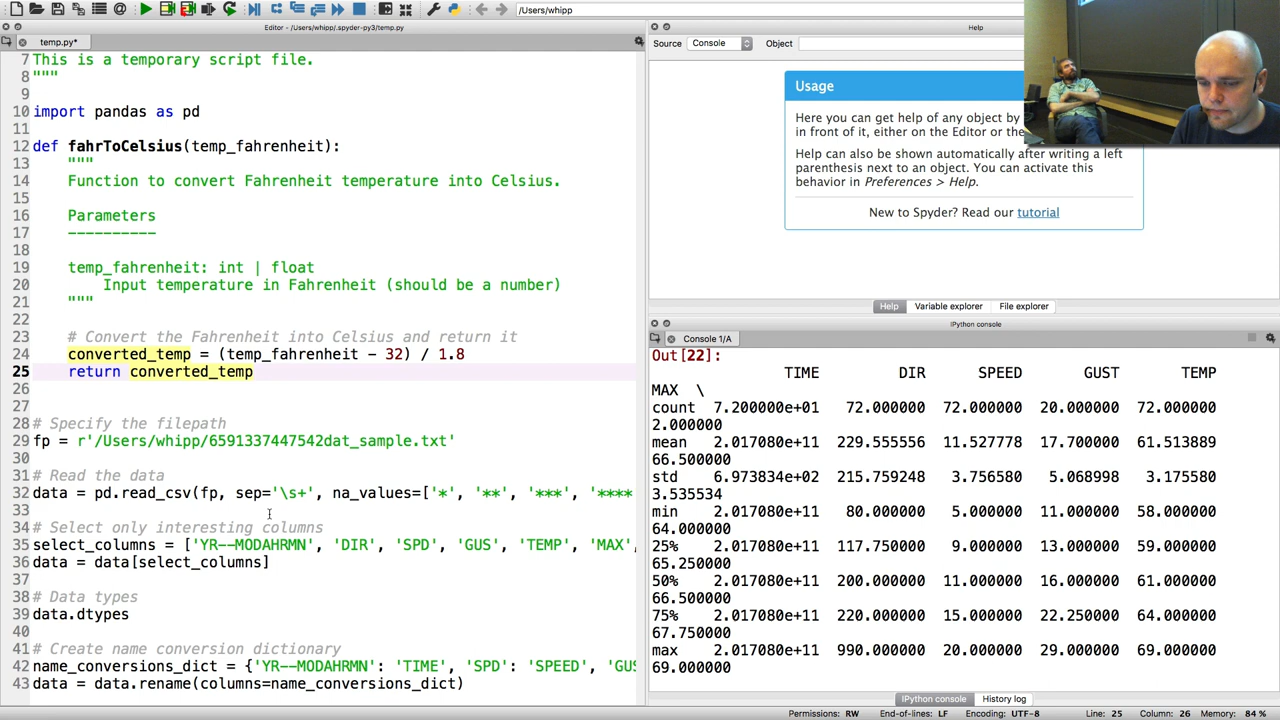 /Users/whipp
Editor - /Users/whipp/.spyder-py3/temp.py
temp.py*
7 This is a temporary script file.
8 """
9
10 import pandas as pd
11
12 def fahrToCelsius(temp_fahrenheit):
13 """
14 Function to convert Fahrenheit temperature into Celsius.
15
16 Parameters
17 ----------
18
19 temp_fahrenheit: int | float
20 Input temperature in Fahrenheit (should be a number)
21 """
22
23 # Convert the Fahrenheit into Celsius and return it
24 converted_temp = (temp_fahrenheit - 32) / 1.8
25 return converted_temp
26
27
28 # Specify the filepath
29 fp = r'/Users/whipp/6591337447542dat_sample.txt'
30
31 # Read the data
32 data = pd.read_csv(fp, sep='\s+', na_values=['*', '**', '***', '****
33
34 # Select only interesting columns
35 select_columns = ['YR--MODAHRMN', 'DIR', 'SPD', 'GUS', 'TEMP', 'MAX',
36 data = data[select_columns]
37
38 # Data types
39 data.dtypes
40
41 # Create name conversion dictionary
42 name_conversions_dict = {'YR--MODAHRMN': 'TIME', 'SPD': 'SPEED', 'GUS
43 data = data.rename(columns=name_conversions_dict)
Help
Source Console Object
Usage
Here you can get help of any object by
in front of it, either on the Editor or the
Help can also be shown automatically after writing a left
parenthesis next to an object. You can activate this
behavior in Preferences > Help.
New to Spyder? Read our tutorial
Help Variable explorer File explorer
IPython console
Console 1/A
Out[22]:
TIME DIR SPEED GUST TEMP
MAX \
count 7.200000e+01 72.000000 72.000000 20.000000 72.000000
2.000000
mean 2.017080e+11 229.555556 11.527778 17.700000 61.513889
66.500000
std 6.973834e+02 215.759248 3.756580 5.068998 3.175580
3.535534
min 2.017080e+11 80.000000 5.000000 11.000000 58.000000
64.000000
25% 2.017080e+11 117.750000 9.000000 13.000000 59.000000
65.250000
50% 2.017080e+11 200.000000 11.000000 16.000000 61.000000
66.500000
75% 2.017080e+11 220.000000 15.000000 22.250000 64.000000
67.750000
max 2.017080e+11 990.000000 20.000000 29.000000 69.000000
69.000000
IPython console History log
Permissions: RW End-of-lines: LF Encoding: UTF-8 Line: 25 Column: 26 Memory: 84 %